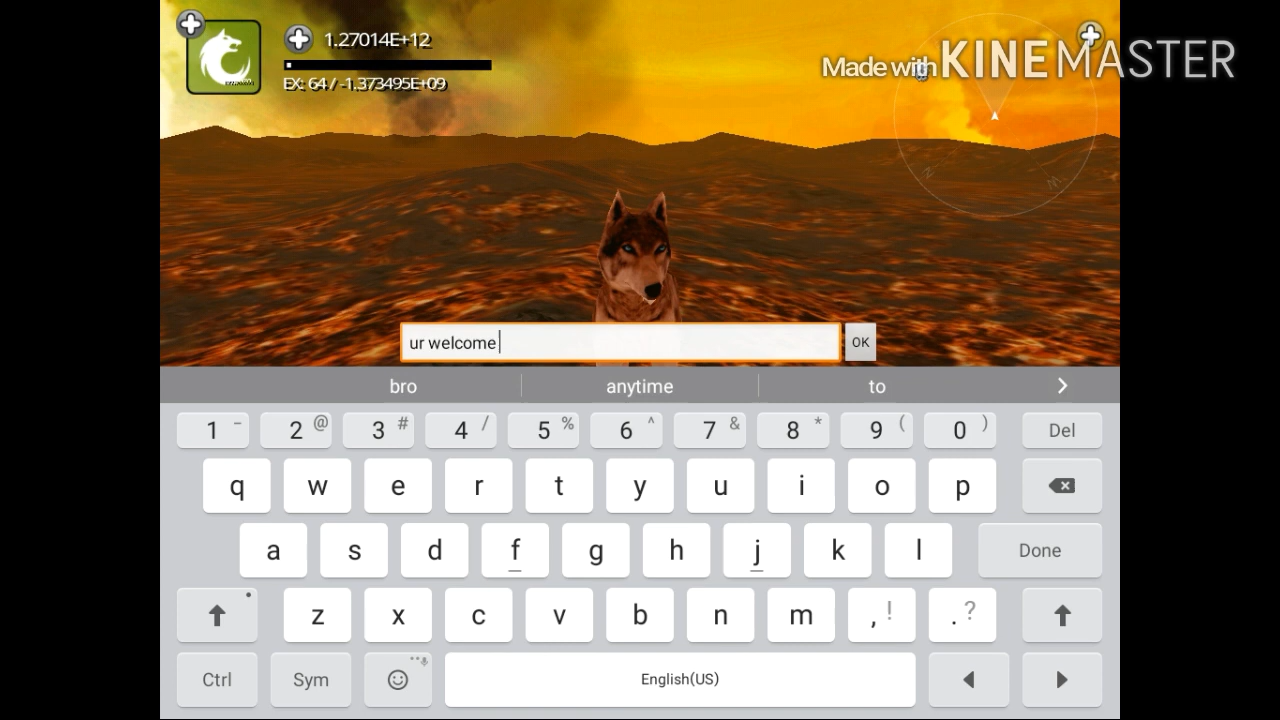 1.27014E+12
EX: 64 / -1.373495E+09
Made with KINEMASTER
N
W
ur welcome
OK
bro anytime to
1 _ 2 @ 3 # 4 / 5 % 6 ^ 7 & 8 * 9 ( 0 ) Del
q w e r t y u i o p
a s d f g h j k l Done
z x c v b n m , ! . ?
Ctrl Sym English(US)